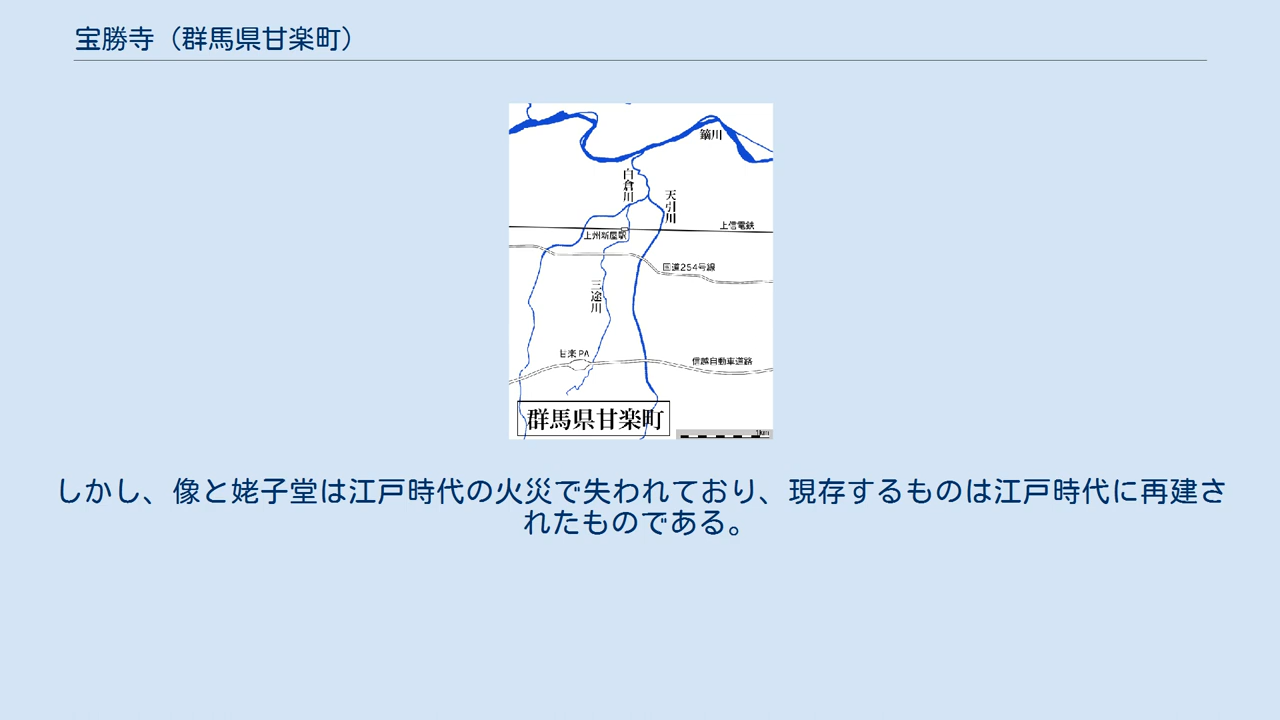 宝勝寺（群馬県甘楽町）
鏑川
白倉川
天引川
上信電鉄
上州新屋駅
国道254号線
三途川
甘楽PA
信越自動車道路
群馬県甘楽町
1km
しかし、像と姥子堂は江戸時代の火災で失われており、現存するものは江戸時代に再建さ
れたものである。